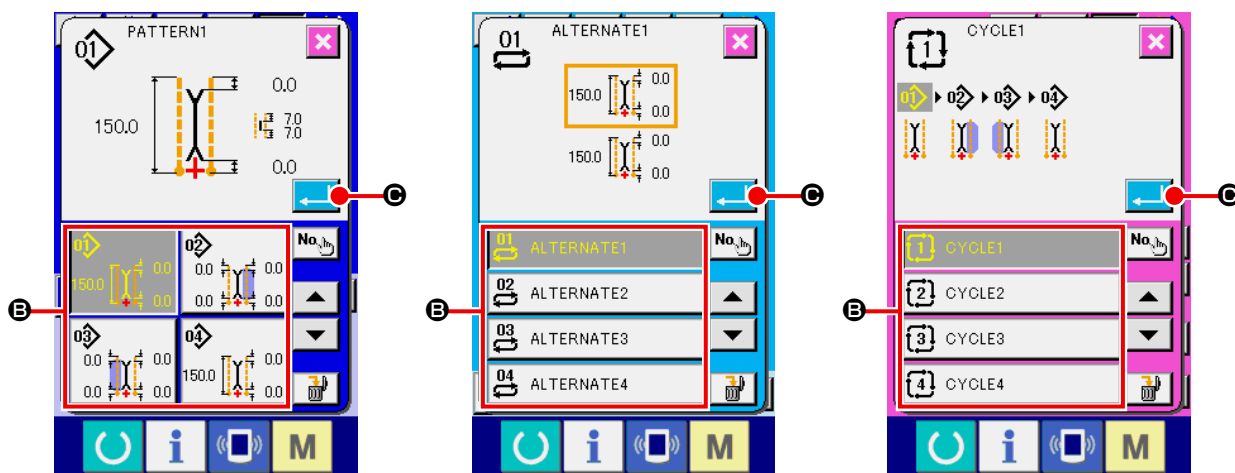 01 PATTERN1
0.0
150.0
7.0
7.0
0.0
C
01
150.0 0.0
0.0
02
0.0 0.0
0.0 0.0
No.
B
03
0.0 0.0
0.0 0.0
04
150.0 0.0
0.0
i M
01 ALTERNATE1
150.0 0.0
0.0
150.0 0.0
0.0
C
01 ALTERNATE1
No.
02 ALTERNATE2
B
03 ALTERNATE3
04 ALTERNATE4
i M
1 CYCLE1
01 02 03 04
C
1 CYCLE1
No.
2 CYCLE2
B
3 CYCLE3
4 CYCLE4
i M